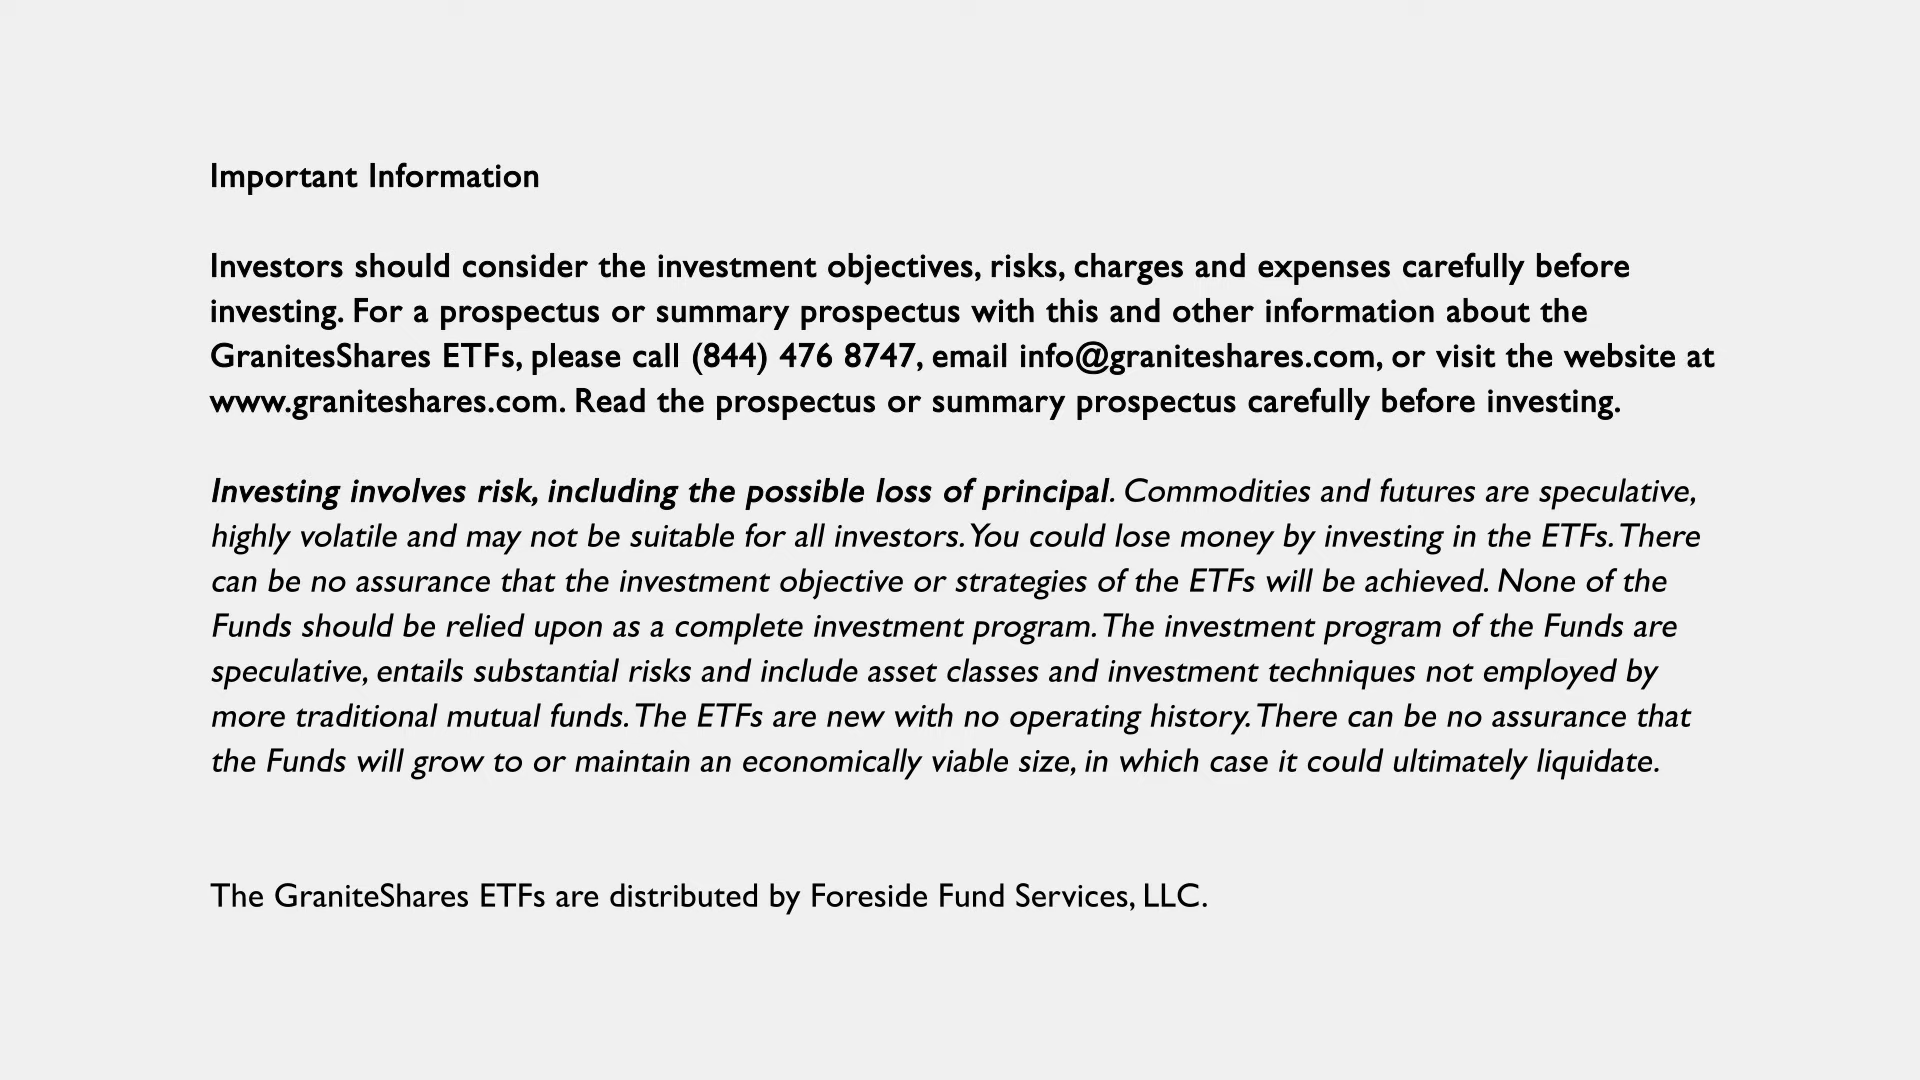 Important Information
Investors should consider the investment objectives, risks, charges and expenses carefully before
investing. For a prospectus or summary prospectus with this and other information about the
GranitesShares ETFs, please call (844) 476 8747, email info@graniteshares.com, or visit the website at
www.graniteshares.com. Read the prospectus or summary prospectus carefully before investing.
Investing involves risk, including the possible loss of principal. Commodities and futures are speculative,
highly volatile and may not be suitable for all investors. You could lose money by investing in the ETFs. There
can be no assurance that the investment objective or strategies of the ETFs will be achieved. None of the
Funds should be relied upon as a complete investment program. The investment program of the Funds are
speculative, entails substantial risks and include asset classes and investment techniques not employed by
more traditional mutual funds. The ETFs are new with no operating history. There can be no assurance that
the Funds will grow to or maintain an economically viable size, in which case it could ultimately liquidate.
The GraniteShares ETFs are distributed by Foreside Fund Services, LLC.